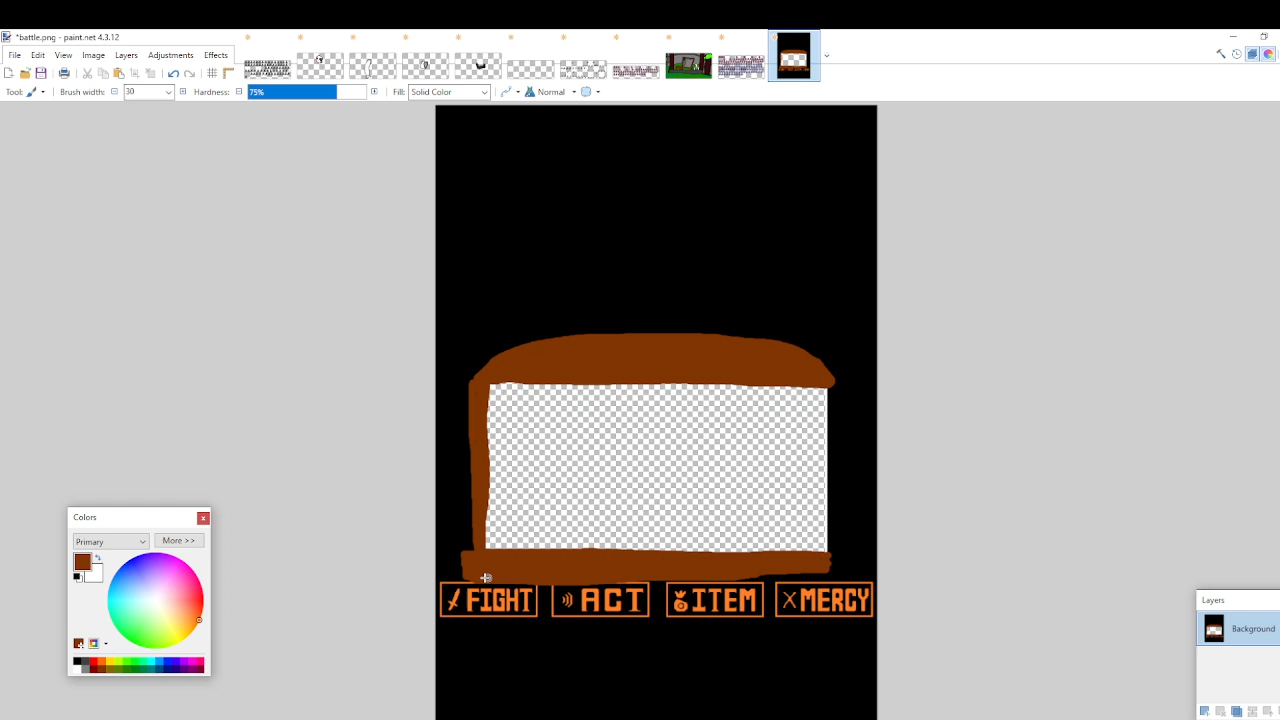 *battle.png - paint.net 4.3.12
File Edit View Image Layers Adjustments Effects
Tool: Brush width: 30 Hardness: 75% Fill: Solid Color Normal
FIGHT ACT ITEM MERCY
Colors
Primary More >>
Layers
Background